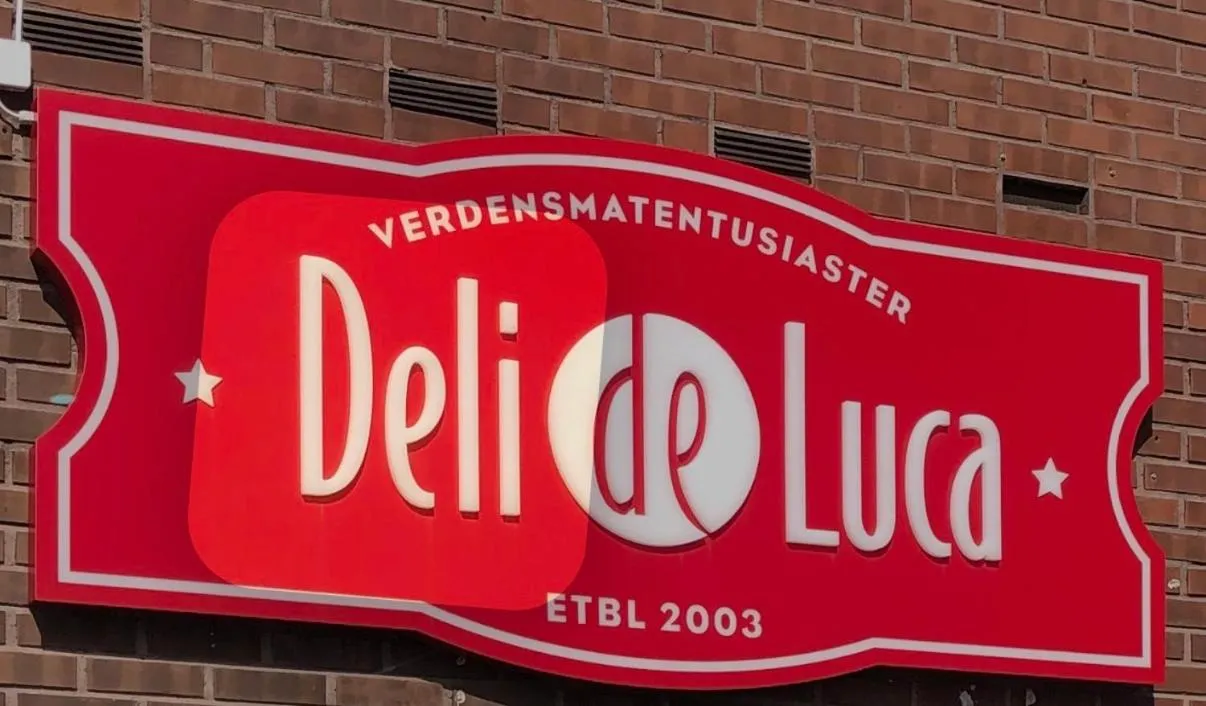 VERDENSMATENTUSIASTER
Deli de Luca
ETBL 2003